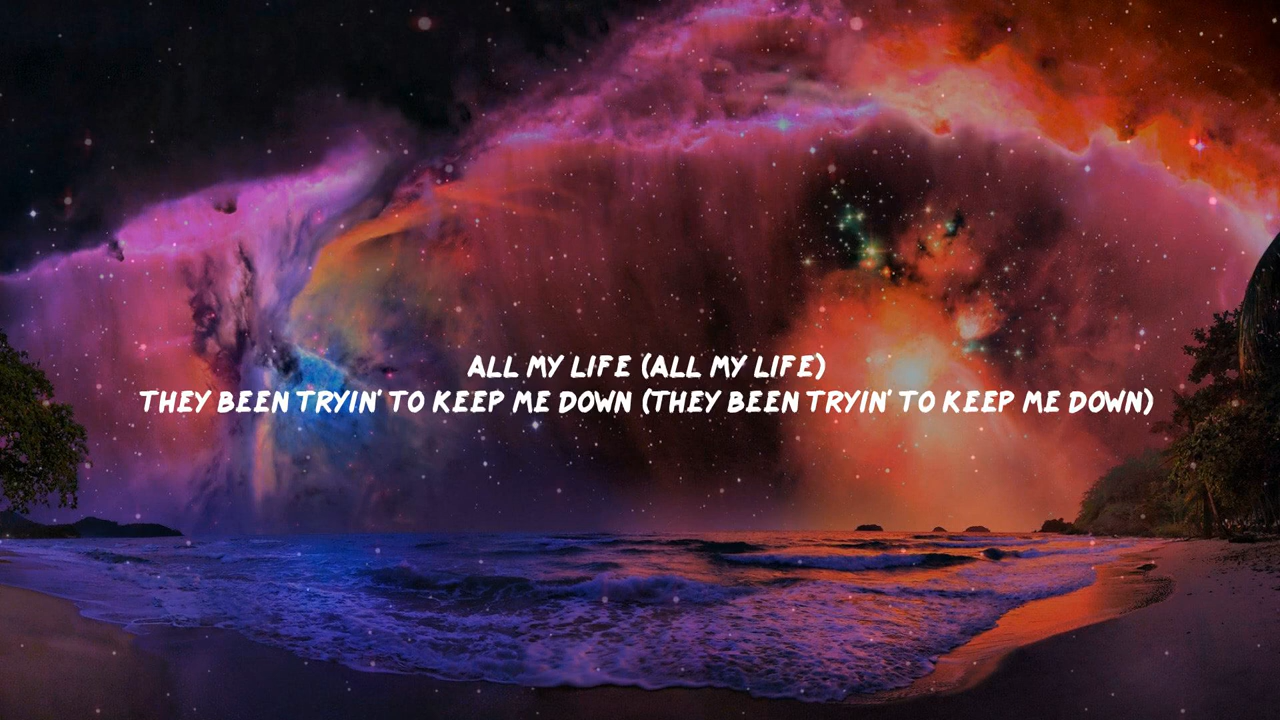 ALL MY LIFE (ALL MY LIFE)
THEY BEEN TRYIN' TO KEEP ME DOWN (THEY BEEN TRYIN' TO KEEP ME DOWN)